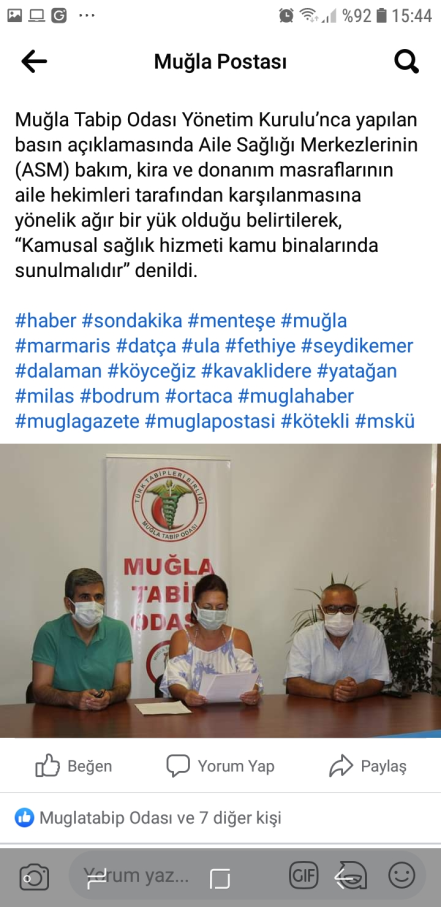 %92 15:44
Muğla Postası
Muğla Tabip Odası Yönetim Kurulu’nca yapılan
basın açıklamasında Aile Sağlığı Merkezlerinin
(ASM) bakım, kira ve donanım masraflarının
aile hekimleri tarafından karşılanmasına
yönelik ağır bir yük olduğu belirtilerek,
“Kamusal sağlık hizmeti kamu binalarında
sunulmalıdır” denildi.
#haber #sondakika #menteşe #muğla
#marmaris #datça #ula #fethiye #seydikemer
#dalaman #köyceğiz #kavaklidere #yatağan
#milas #bodrum #ortaca #muglahaber
#muglagazete #muglapostasi #kötekli #mskü
TÜRK TABİPLERİ BİRLİĞİ
MUĞLA TABİP ODASI
MUĞLA
TABİ
ODAS
Beğen Yorum Yap Paylaş
Muglatabip Odası ve 7 diğer kişi
Yorum yaz... GIF